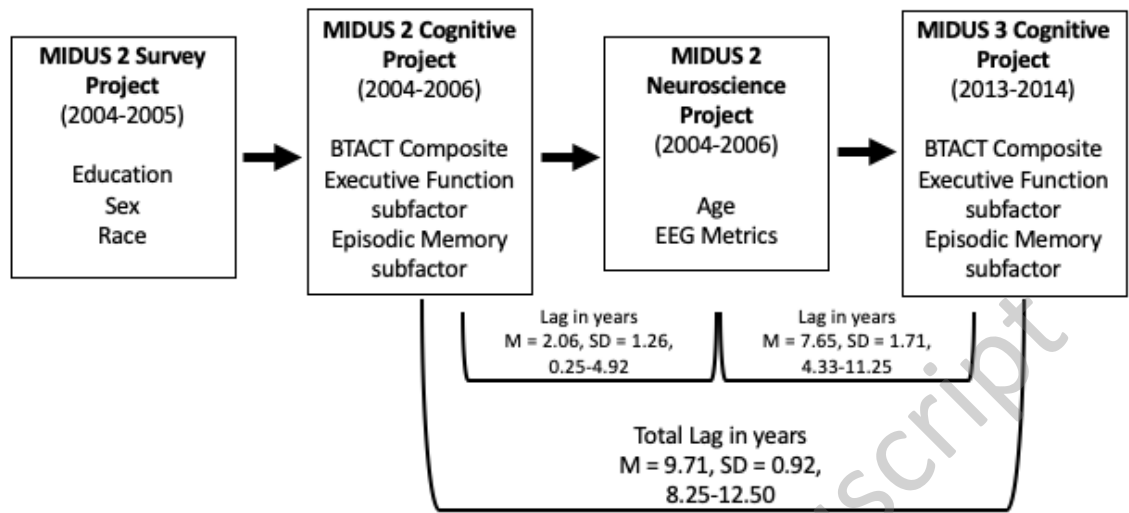 MIDUS 2 Survey
Project
(2004-2005)
Education
Sex
Race
MIDUS 2 Cognitive
Project
(2004-2006)
BTACT Composite
Executive Function
subfactor
Episodic Memory
subfactor
MIDUS 2
Neuroscience
Project
(2004-2006)
Age
EEG Metrics
MIDUS 3 Cognitive
Project
(2013-2014)
BTACT Composite
Executive Function
subfactor
Episodic Memory
subfactor
Lag in years
M = 2.06, SD = 1.26,
0.25-4.92
Lag in years
M = 7.65, SD = 1.71,
4.33-11.25
Total Lag in years
M = 9.71, SD = 0.92,
8.25-12.50
script